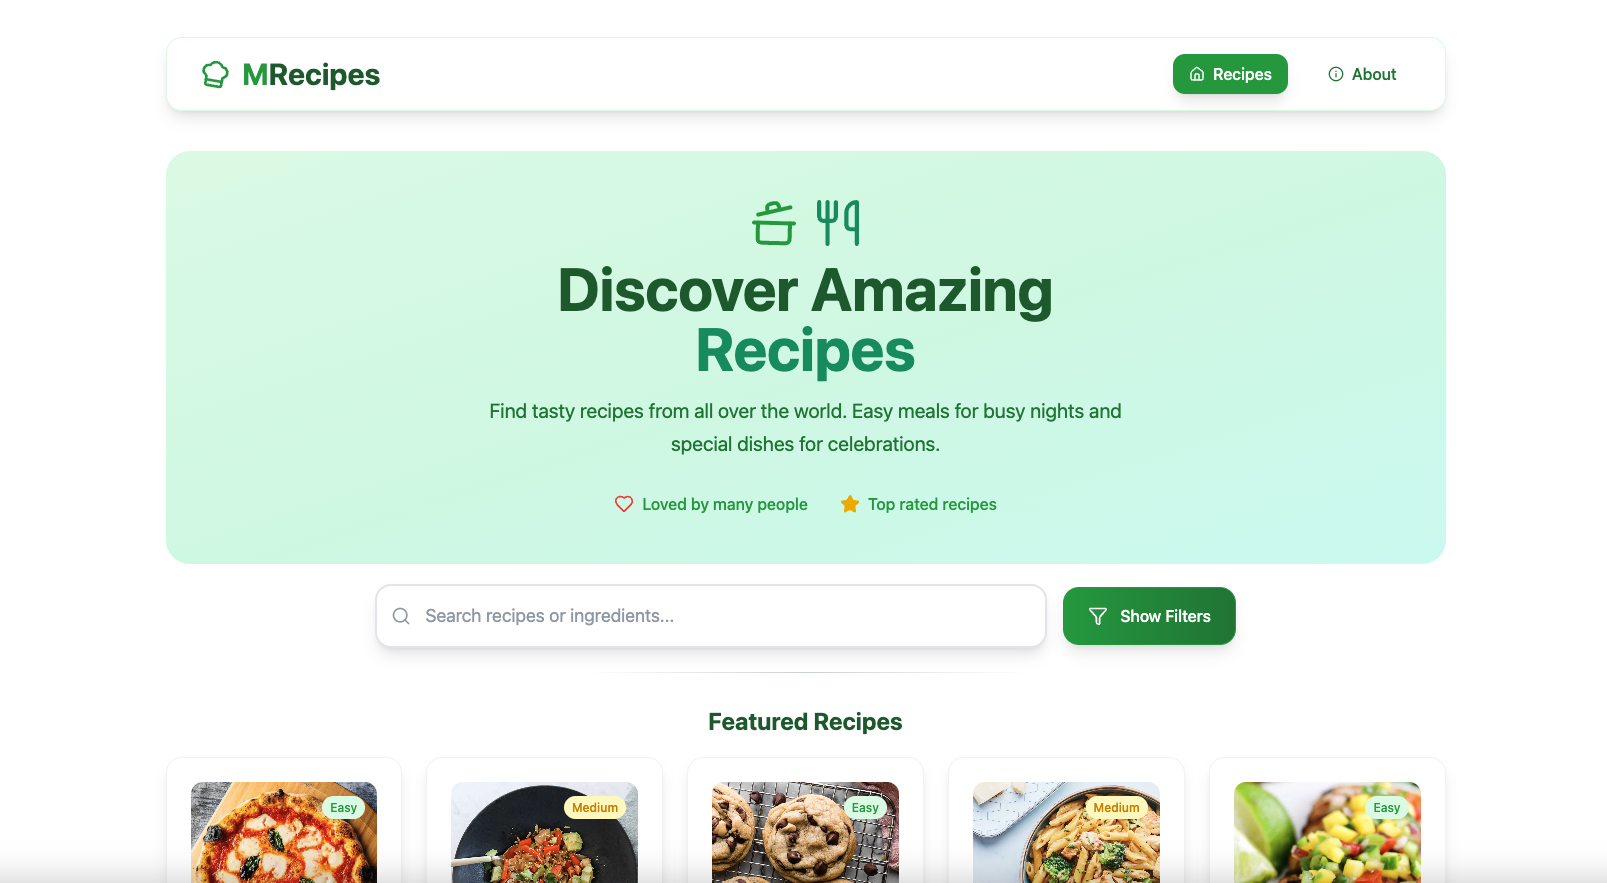 MRecipes
Recipes
About
Discover Amazing
Recipes
Find tasty recipes from all over the world. Easy meals for busy nights and
special dishes for celebrations.
Loved by many people
Top rated recipes
Search recipes or ingredients...
Show Filters
Featured Recipes
Easy
Medium
Easy
Medium
Easy